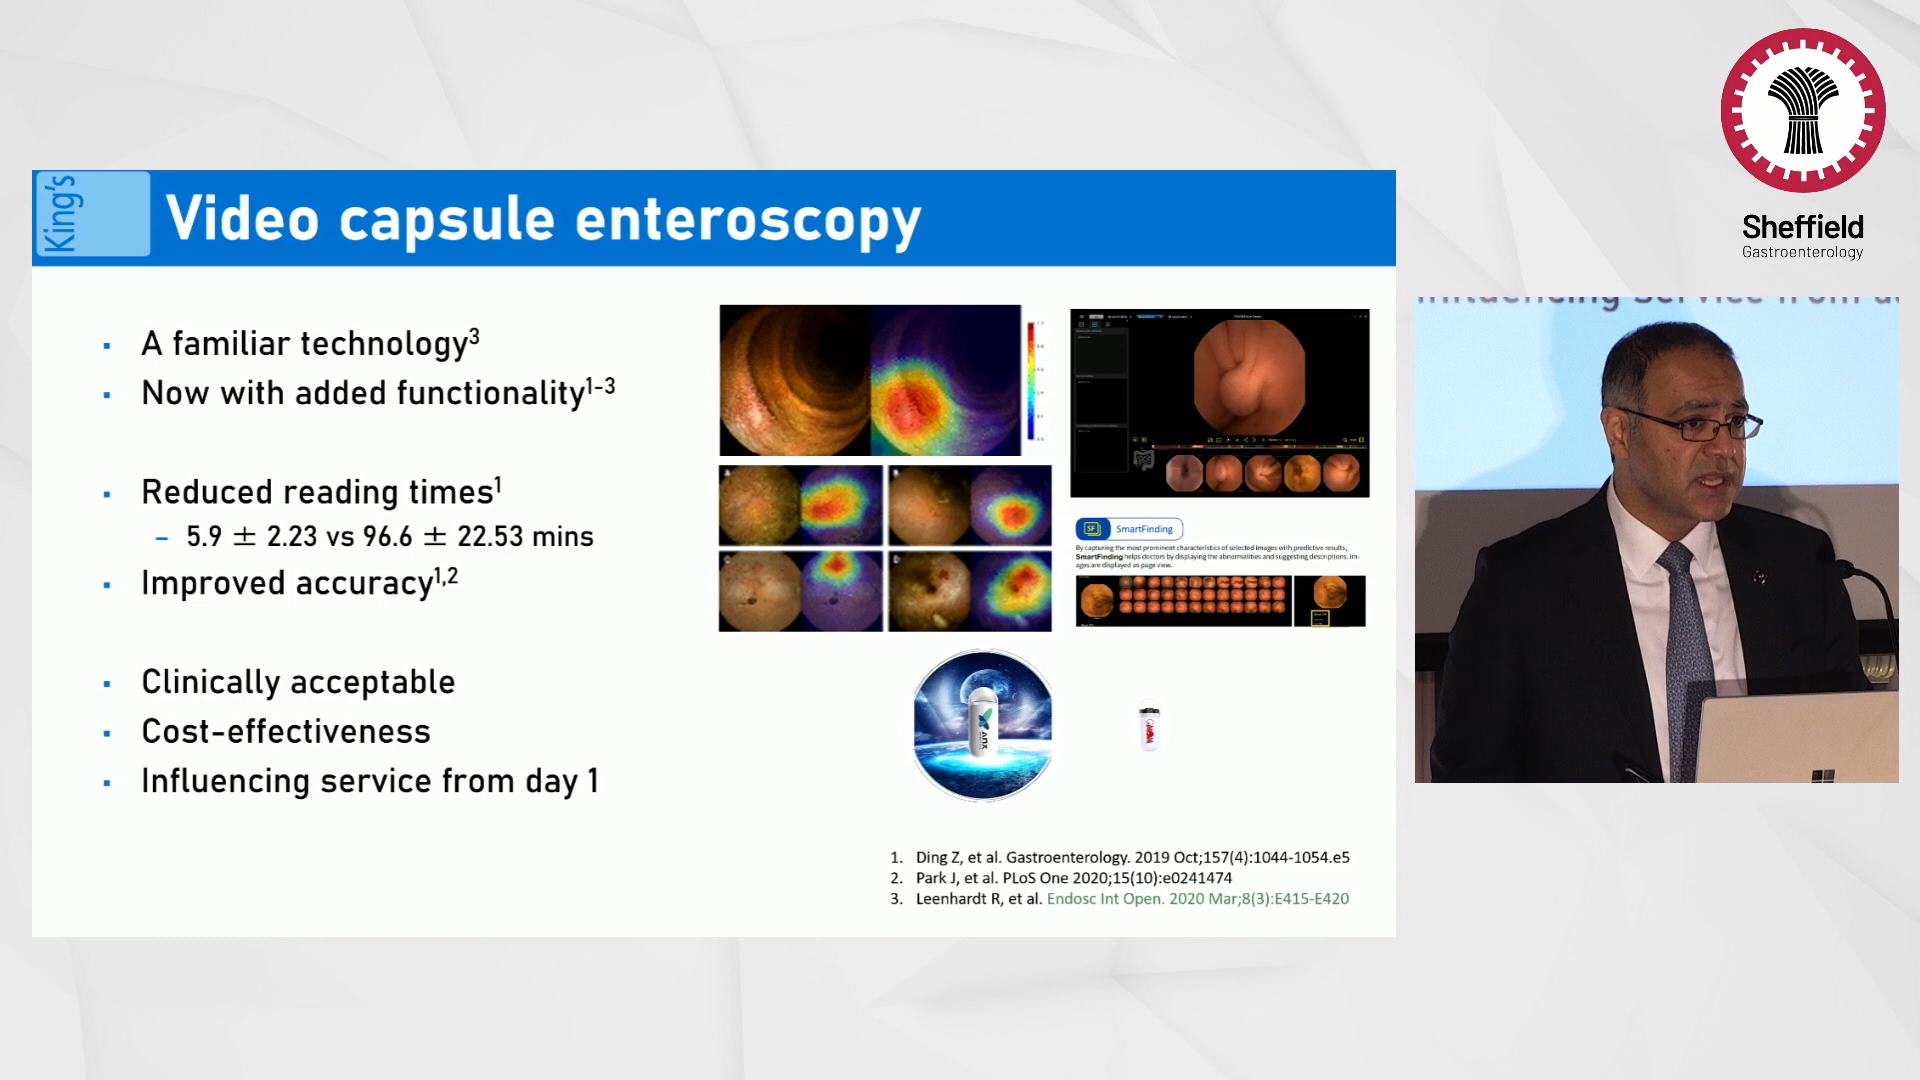 Sheffield
Gastroenterology
King's
Video capsule enteroscopy
A familiar technology³
Now with added functionality¹⁻³
Reduced reading times¹
– 5.9 ± 2.23 vs 96.6 ± 22.53 mins
Improved accuracy¹,²
Clinically acceptable
Cost-effectiveness
Influencing service from day 1
SF SmartFinding
By capturing the most prominent characteristics of selected images with predictive results,
SmartFinding helps doctors by displaying the abnormalities and suggesting descriptions. Im-
ages are displayed as page view.
ANX
1. Ding Z, et al. Gastroenterology. 2019 Oct;157(4):1044-1054.e5
2. Park J, et al. PLoS One 2020;15(10):e0241474
3. Leenhardt R, et al. Endosc Int Open. 2020 Mar;8(3):E415-E420